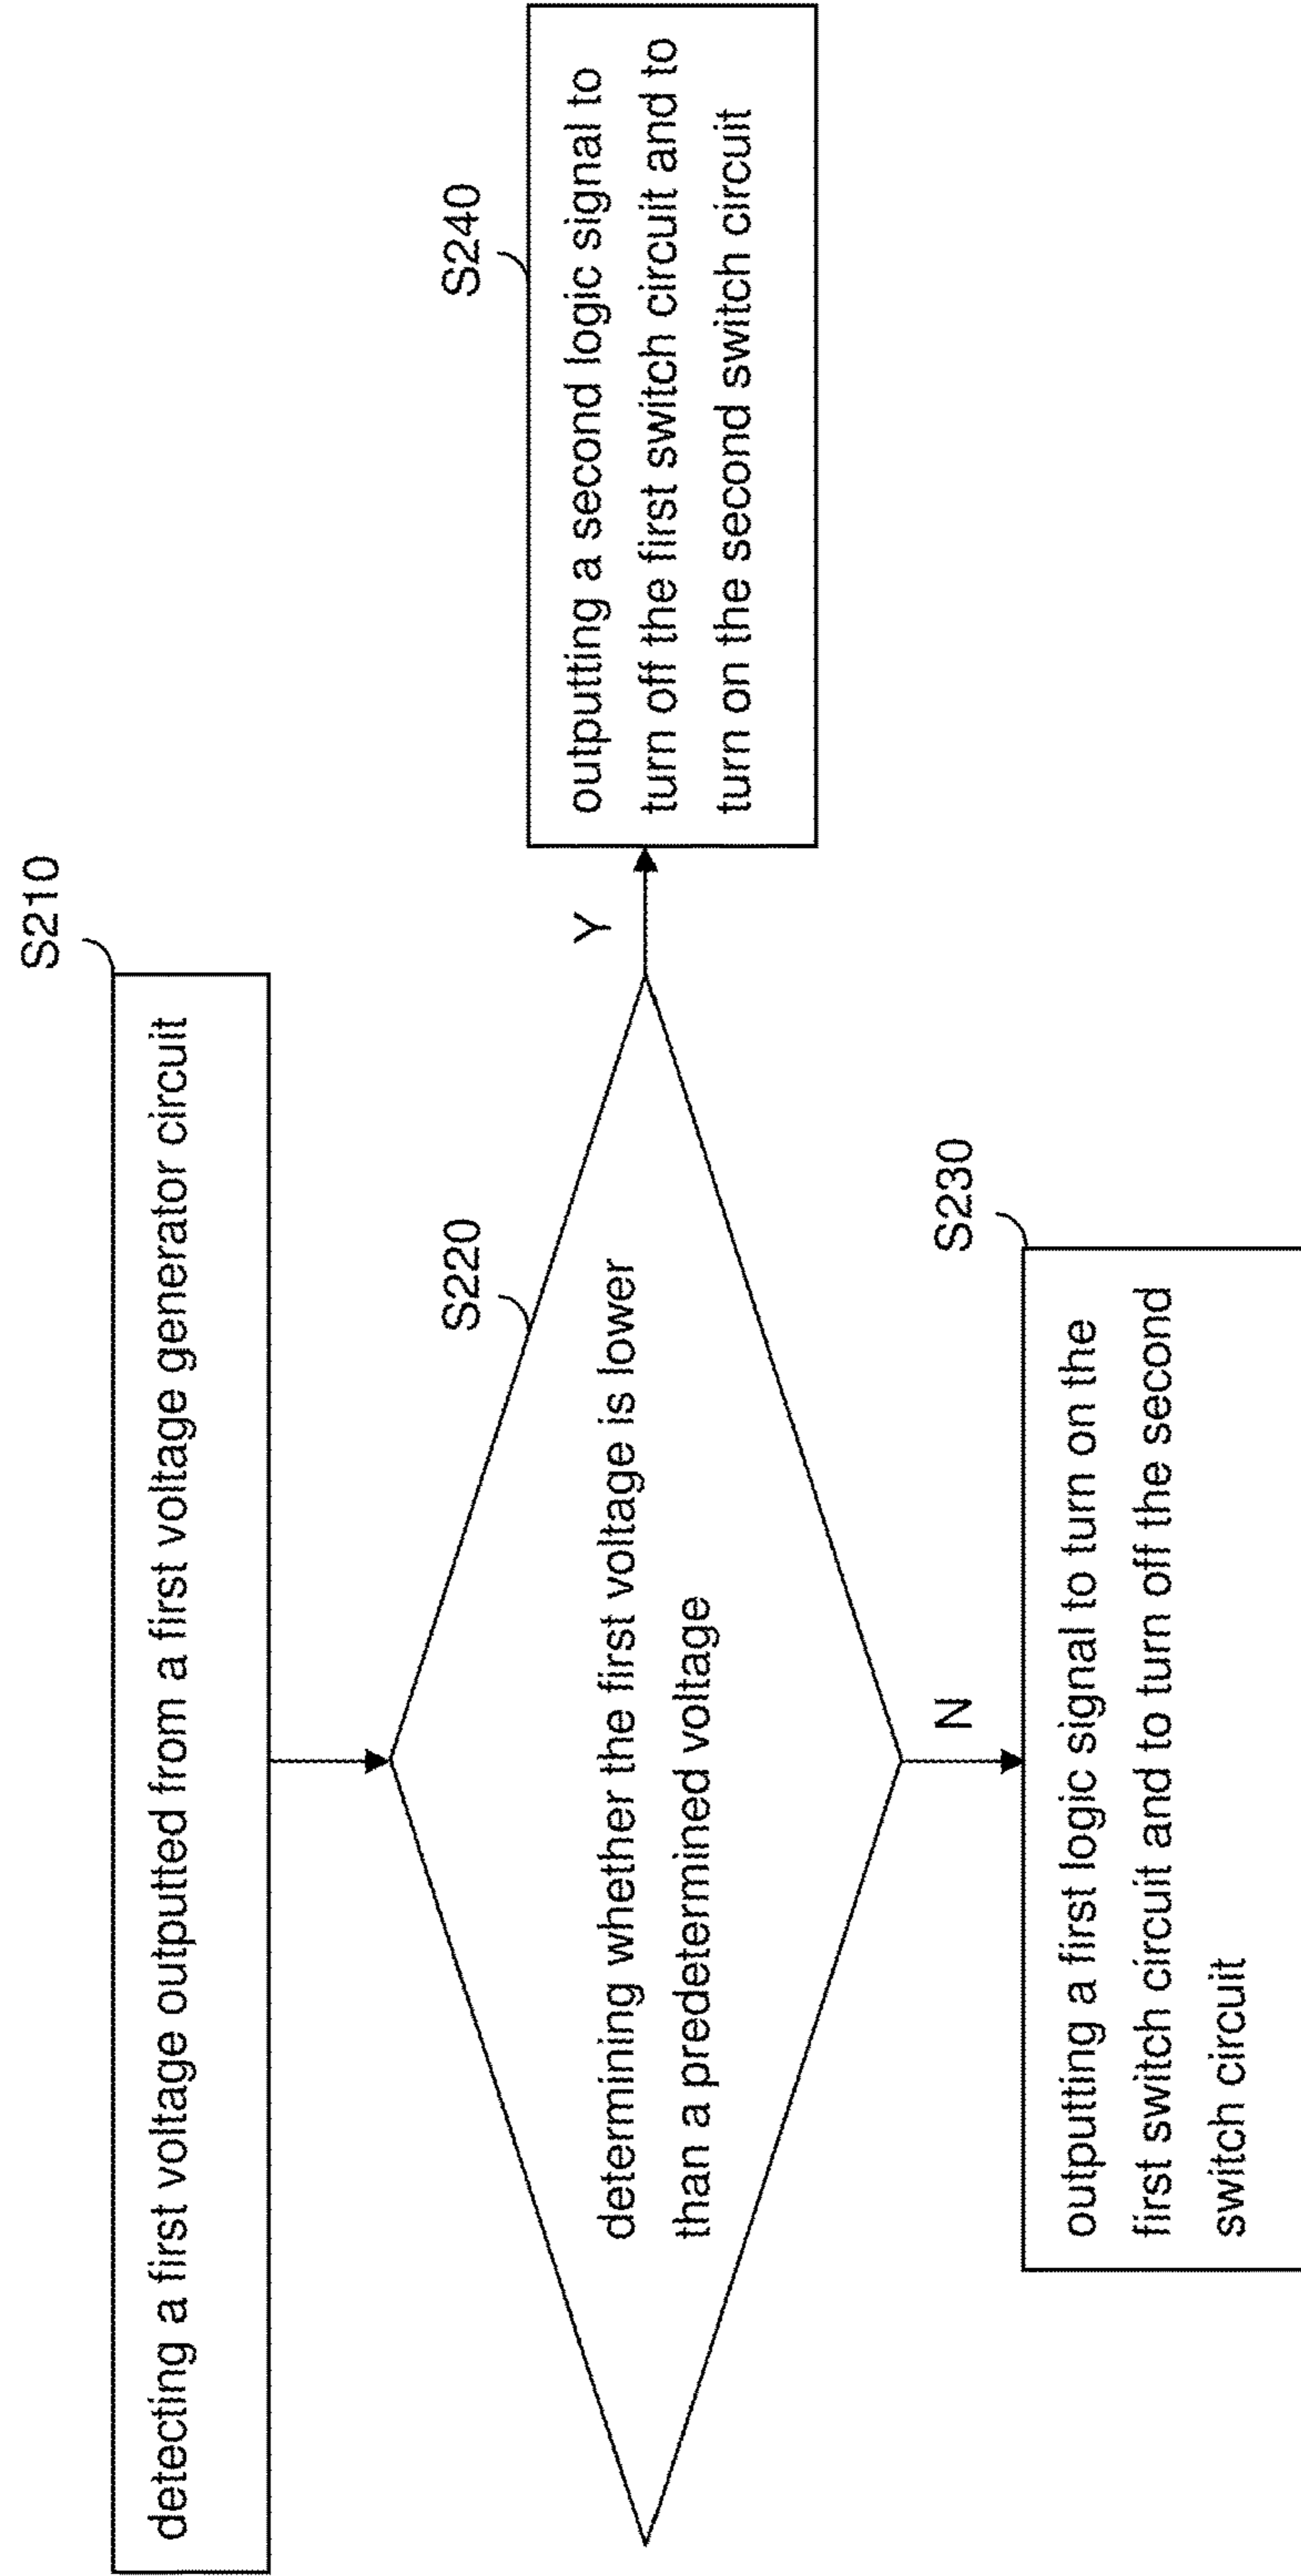 S210
detecting a first voltage outputted from a first voltage generator circuit
S220
determining whether the first voltage is lower
than a predetermined voltage
Y
S240
outputting a second logic signal to
turn off the first switch circuit and to
turn on the second switch circuit
N
S230
outputting a first logic signal to turn on the
first switch circuit and to turn off the second
switch circuit